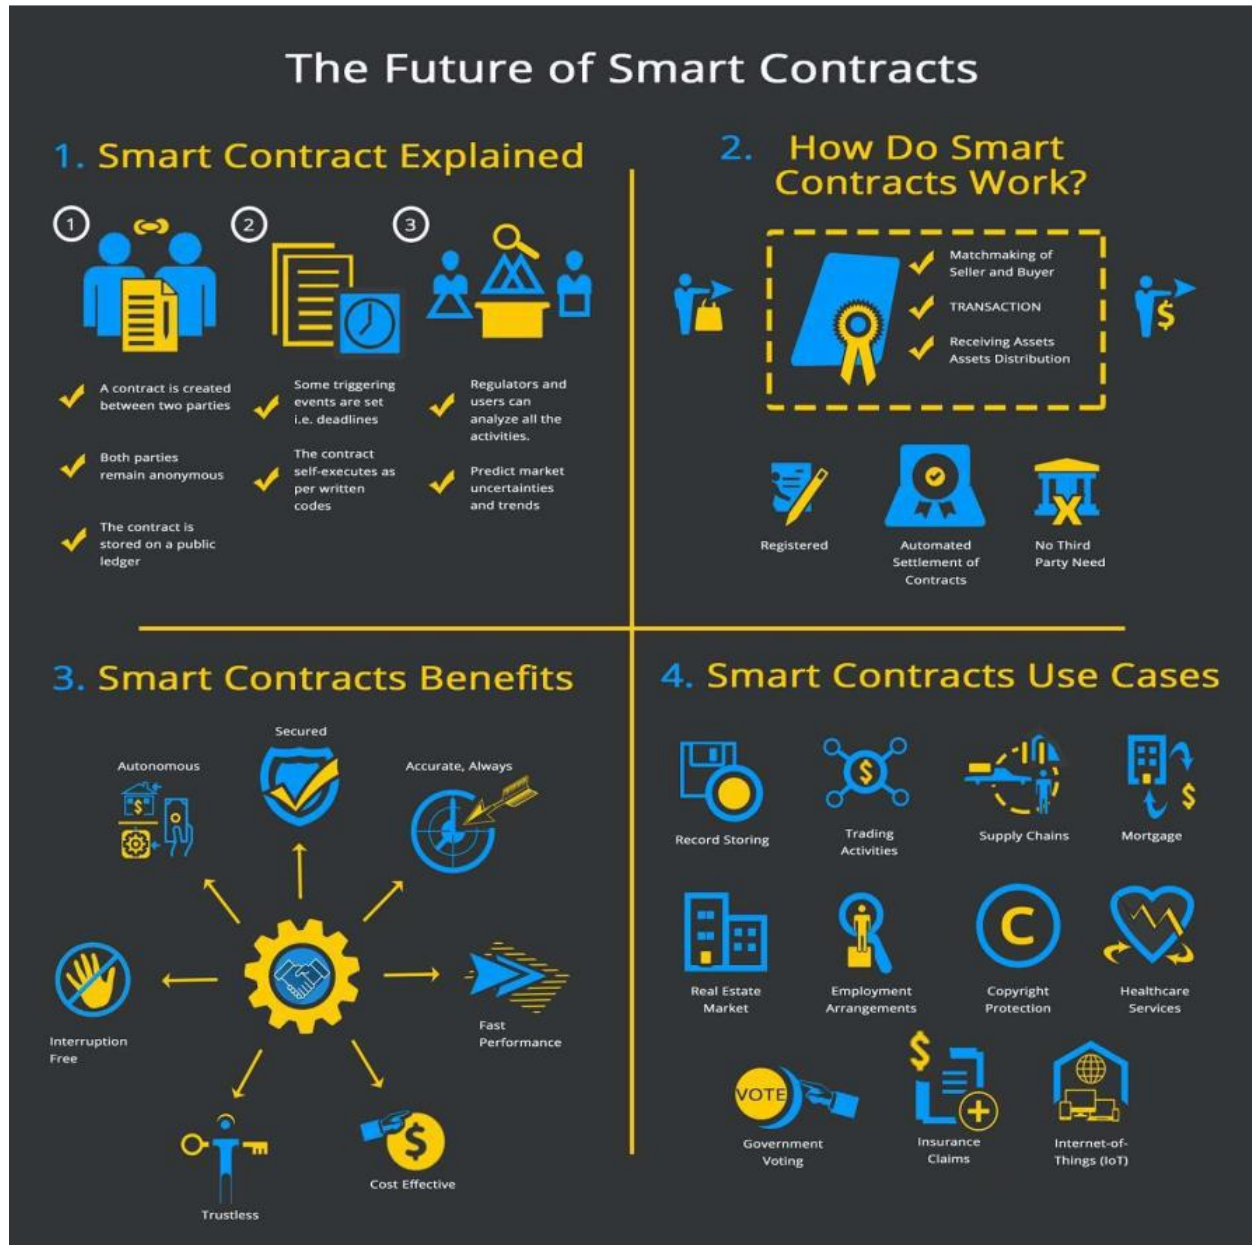 The Future of Smart Contracts
1. Smart Contract Explained
1
2
3
A contract is created
between two parties
Both parties
remain anonymous
The contract is
stored on a public
ledger
Some triggering
events are set
i.e. deadlines
The contract
self-executes as
per written
codes
Regulators and
users can
analyze all the
activities.
Predict market
uncertainties
and trends
2. How Do Smart
Contracts Work?
Matchmaking of
Seller and Buyer
TRANSACTION
Receiving Assets
Assets Distribution
$
Registered
Automated
Settlement of
Contracts
X
No Third
Party Need
3. Smart Contracts Benefits
Secured
Autonomous
$
Accurate, Always
Interruption
Free
Fast
Performance
Trustless
$
Cost Effective
4. Smart Contracts Use Cases
Record Storing
$
Trading
Activities
Supply Chains
$
Mortgage
Real Estate
Market
Employment
Arrangements
C
Copyright
Protection
Healthcare
Services
VOTE
Government
Voting
$
Insurance
Claims
Internet-of-
Things (IoT)